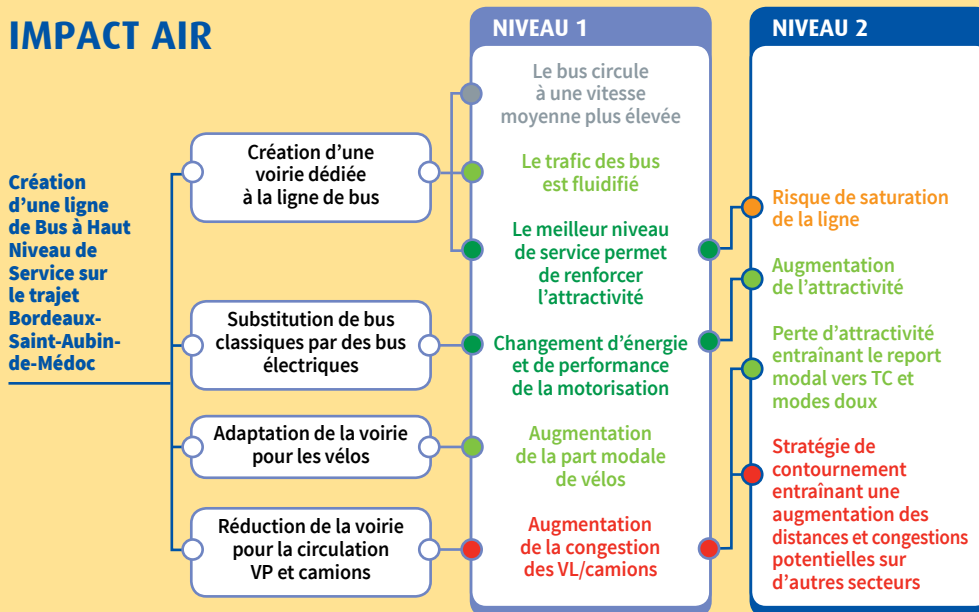 IMPACT AIR
Création
d'une ligne
de Bus à Haut
Niveau de
Service sur
le trajet
Bordeaux-
Saint-Aubin-
de-Médoc
Création d'une
voirie dédiée
à la ligne de bus
Substitution de bus
classiques par des bus
électriques
Adaptation de la voirie
pour les vélos
Réduction de la voirie
pour la circulation
VP et camions
NIVEAU 1
Le bus circule
à une vitesse
moyenne plus élevée
Le trafic des bus
est fluidifié
Le meilleur niveau
de service permet
de renforcer
l'attractivité
Changement d'énergie
et de performance
de la motorisation
Augmentation
de la part modale
de vélos
Augmentation
de la congestion
des VL/camions
NIVEAU 2
Risque de saturation
de la ligne
Augmentation
de l'attractivité
Perte d'attractivité
entraînant le report
modal vers TC et
modes doux
Stratégie de
contournement
entraînant une
augmentation des
distances et congestions
potentielles sur
d'autres secteurs